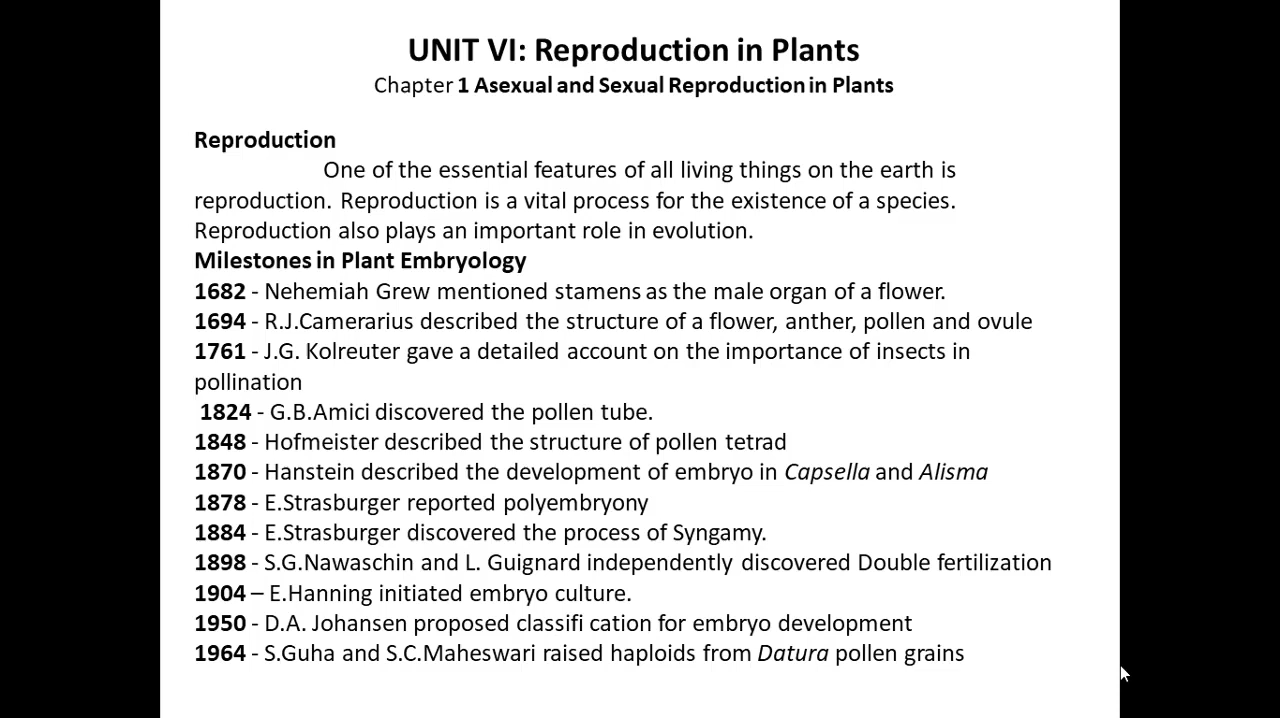 UNIT VI: Reproduction in Plants
Chapter 1 Asexual and Sexual Reproduction in Plants
Reproduction
One of the essential features of all living things on the earth is
reproduction. Reproduction is a vital process for the existence of a species.
Reproduction also plays an important role in evolution.
Milestones in Plant Embryology
1682 - Nehemiah Grew mentioned stamens as the male organ of a flower.
1694 - R.J.Camerarius described the structure of a flower, anther, pollen and ovule
1761 - J.G. Kolreuter gave a detailed account on the importance of insects in
pollination
1824 - G.B.Amici discovered the pollen tube.
1848 - Hofmeister described the structure of pollen tetrad
1870 - Hanstein described the development of embryo in Capsella and Alisma
1878 - E.Strasburger reported polyembryony
1884 - E.Strasburger discovered the process of Syngamy.
1898 - S.G.Nawaschin and L. Guignard independently discovered Double fertilization
1904 – E.Hanning initiated embryo culture.
1950 - D.A. Johansen proposed classifi cation for embryo development
1964 - S.Guha and S.C.Maheswari raised haploids from Datura pollen grains